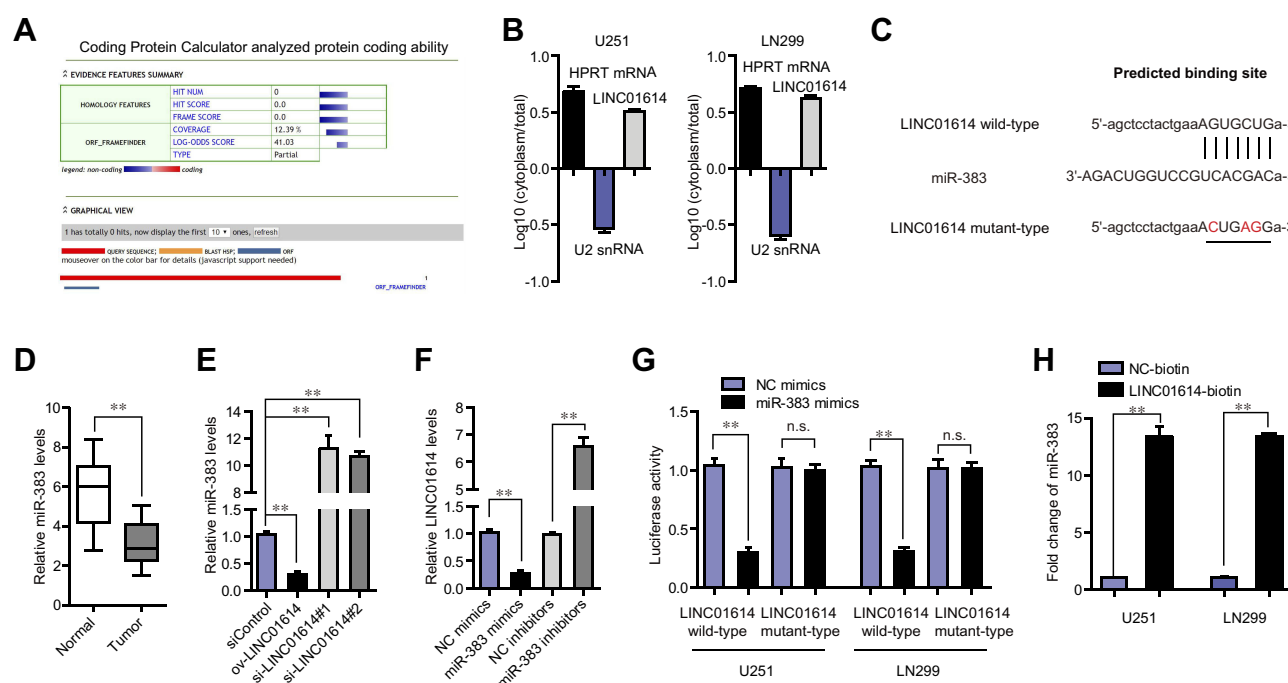 A
Coding Protein Calculator analyzed protein coding ability
EVIDENCE FEATURES SUMMARY
HOMOLOGY FEATURES
HIT NUM 0
HIT SCORE 0.0
FRAME SCORE 0.0
ORF_FRAMEFINDER
COVERAGE 12.39 %
LOG-ODDS SCORE 41.03
TYPE Partial
legend: non-coding coding
GRAPHICAL VIEW
1 has totally 0 hits, now display the first 10 ▾ ones, refresh
QUERY SEQUENCE; BLAST HSP; ORF
mouseover on the color bar for details (Javascript support needed)
1
ORF_FRAMEFINDER
B
U251
Log10 (cytoplasm/total)
1.0
0.5
0.0
-0.5
-1.0
HPRT mRNA
LINC01614
U2 snRNA
LN299
Log10 (cytoplasm/total)
1.0
0.5
0.0
-0.5
-1.0
HPRT mRNA
LINC01614
U2 snRNA
C
Predicted binding site
LINC01614 wild-type 5'-agctcctactgaaAGUGCUGa-
miR-383 3'-AGACUGGUCCGUCACGACa-
LINC01614 mutant-type 5'-agctcctactgaaACUGAGGa-3
D
Relative miR-383 levels
10
8
6
4
2
0
**
Normal
Tumor
E
Relative miR-383 levels
14
12
10
8
1.0
0.5
0.0
**
**
**
siControl
ov-LINC01614
si-LINC01614#1
si-LINC01614#2
F
Relative LINC01614 levels
8
7
6
5
1.0
0.5
0.0
**
**
NC mimics
miR-383 mimics
NC inhibitors
miR-383 inhibitors
G
NC mimics
miR-383 mimics
Luciferase activity
1.5
1.0
0.5
0.0
**
n.s.
**
n.s.
LINC01614 LINC01614 LINC01614 LINC01614
wild-type mutant-type wild-type mutant-type
U251 LN299
H
NC-biotin
LINC01614-biotin
Fold change of miR-383
15
10
5
0
**
**
U251 LN299